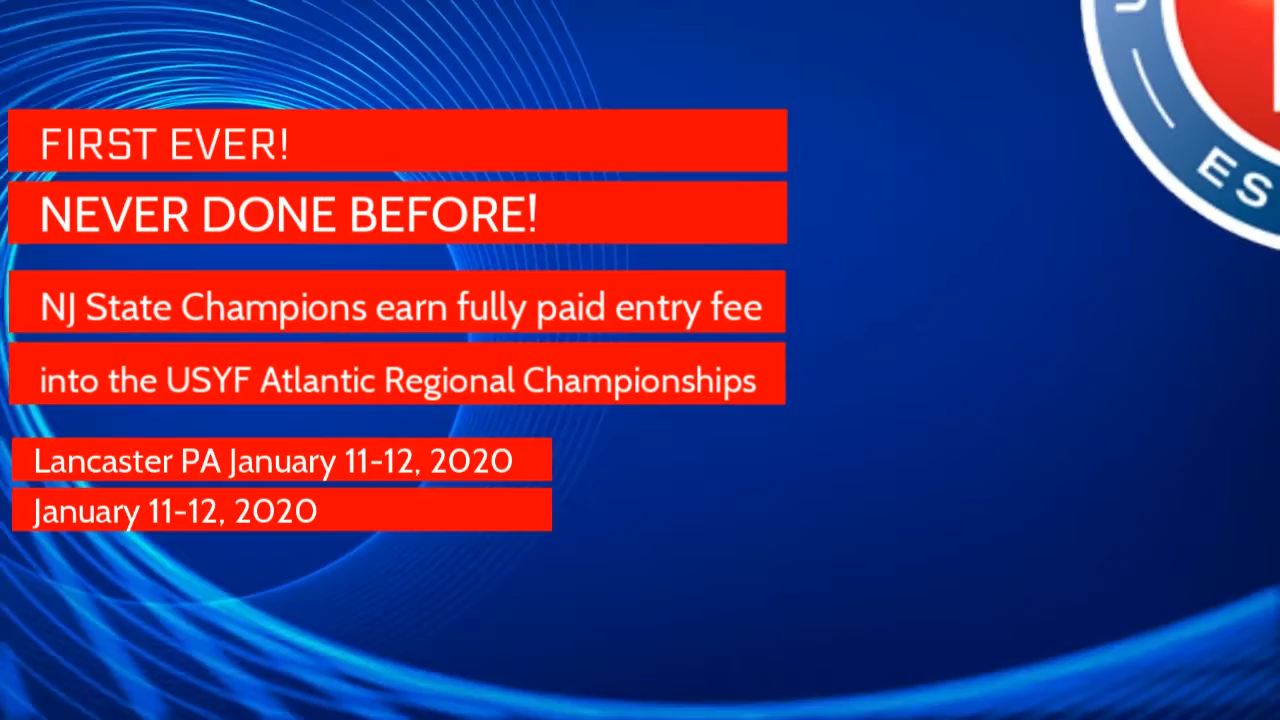 FIRST EVER!
NEVER DONE BEFORE!
NJ State Champions earn fully paid entry fee
into the USYF Atlantic Regional Championships
Lancaster PA January 11-12, 2020
January 11-12, 2020
ES